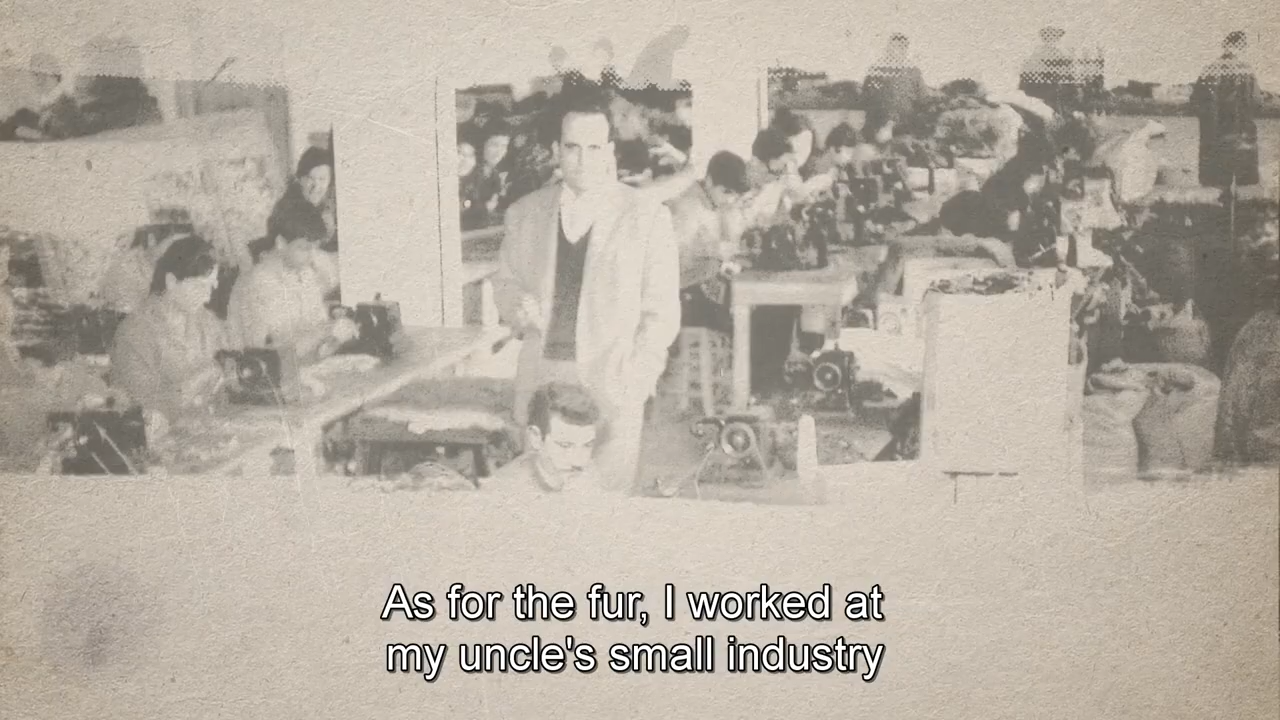 As for the fur, I worked at
my uncle's small industry